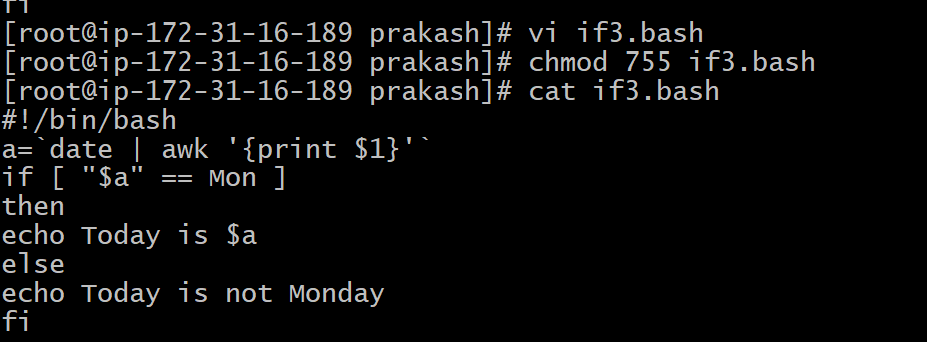 fi
[root@ip-172-31-16-189 prakash]# vi if3.bash
[root@ip-172-31-16-189 prakash]# chmod 755 if3.bash
[root@ip-172-31-16-189 prakash]# cat if3.bash
#!/bin/bash
a=`date | awk '{print $1}'`
if [ "$a" == Mon ]
then
echo Today is $a
else
echo Today is not Monday
fi